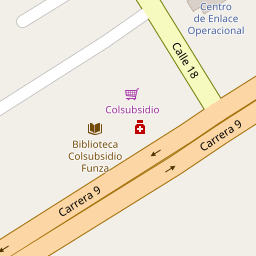 Centro
de Enlace
Operacional
Calle 18
Colsubsidio
Biblioteca
Colsubsidio
Funza
Carrera 9
Carrera 9